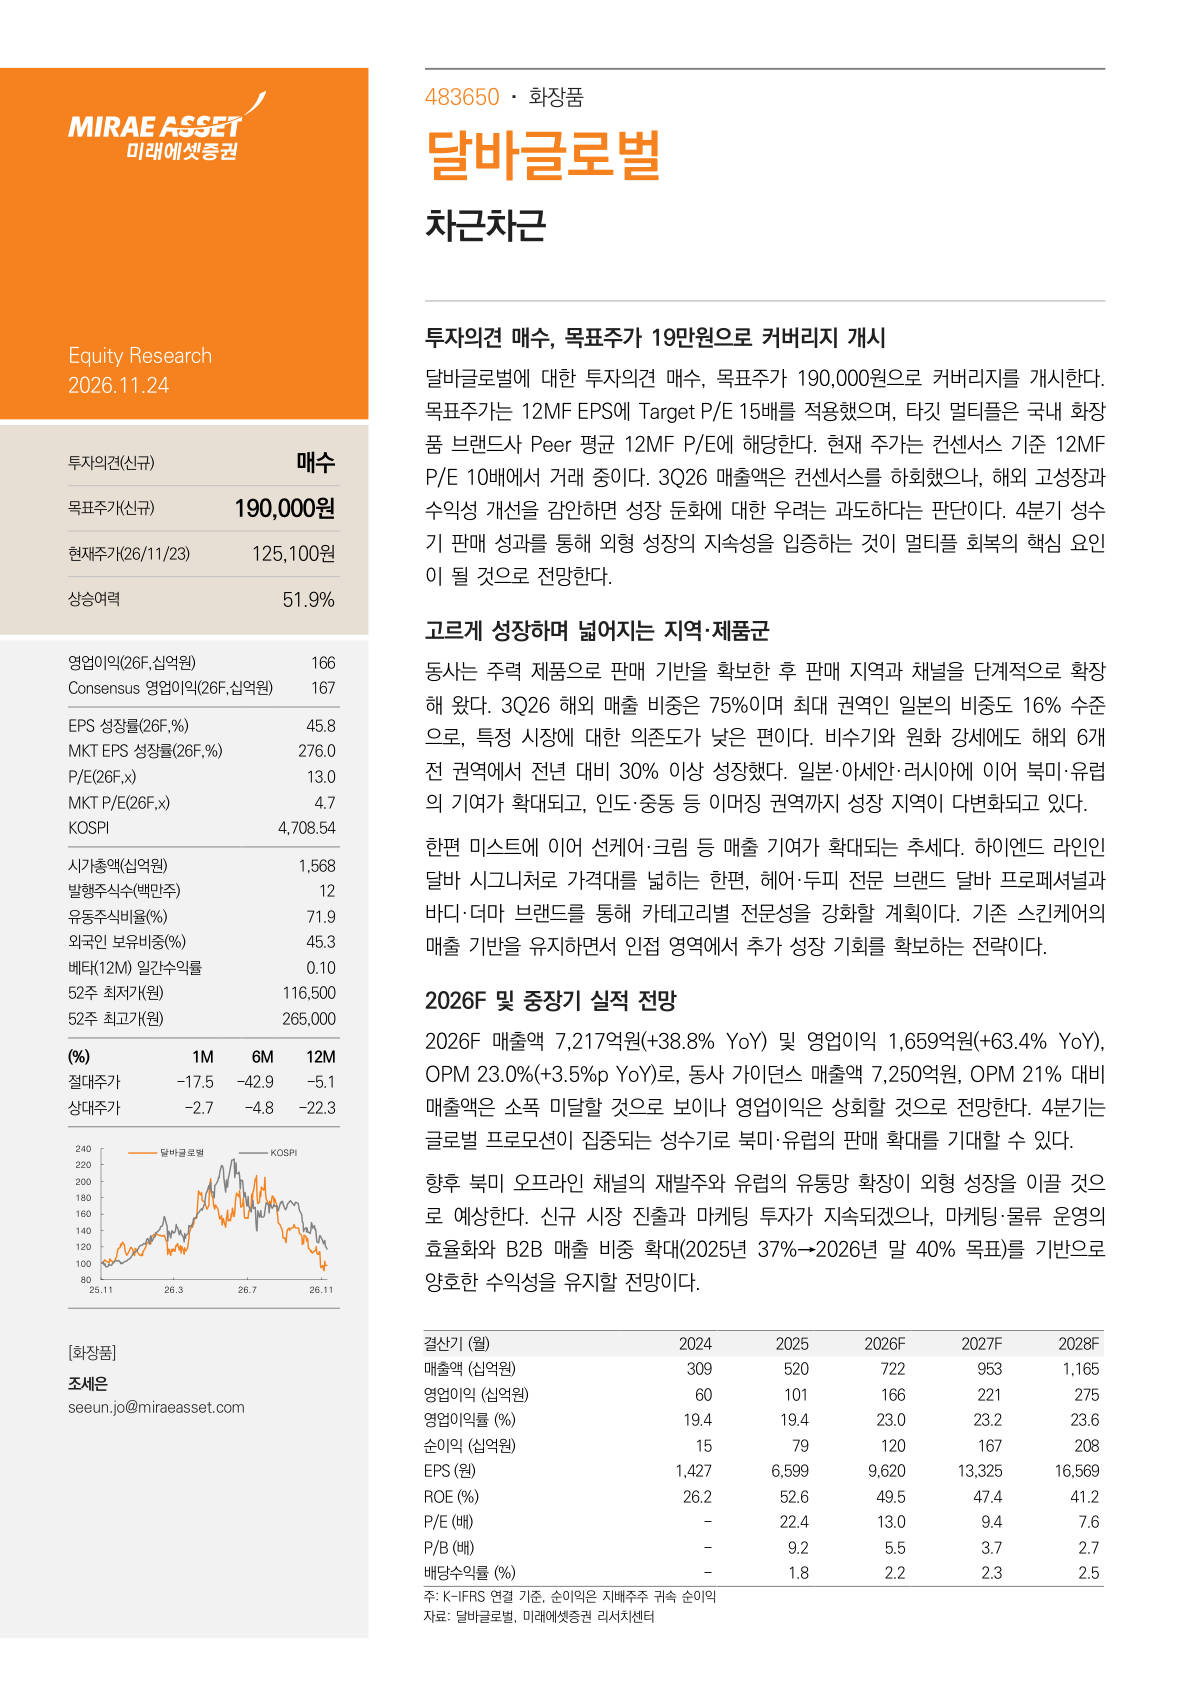 MIRAE ASSET
미래에셋증권
Equity Research
2026.11.24
투자의견(신규) 매수
목표주가(신규) 190,000원
현재주가(26/11/23) 125,100원
상승여력 51.9%
영업이익(26F,십억원) 166
Consensus 영업이익(26F,십억원) 167
EPS 성장률(26F,%) 45.8
MKT EPS 성장률(26F,%) 276.0
P/E(26F,x) 13.0
MKT P/E(26F,x) 4.7
KOSPI 4,708.54
시가총액(십억원) 1,568
발행주식수(백만주) 12
유동주식비율(%) 71.9
외국인 보유비중(%) 45.3
베타(12M) 일간수익률 0.10
52주 최저가(원) 116,500
52주 최고가(원) 265,000
(%) 1M 6M 12M
절대주가 -17.5 -42.9 -5.1
상대주가 -2.7 -4.8 -22.3
달바글로벌 KOSPI
240
220
200
180
160
140
120
100
80
25.11 26.3 26.7 26.11
[화장품]
조세은
seeun.jo@miraeasset.com
483650 · 화장품
달바글로벌
차근차근
투자의견 매수, 목표주가 19만원으로 커버리지 개시
달바글로벌에 대한 투자의견 매수, 목표주가 190,000원으로 커버리지를 개시한다.
목표주가는 12MF EPS에 Target P/E 15배를 적용했으며, 타깃 멀티플은 국내 화장
품 브랜드사 Peer 평균 12MF P/E에 해당한다. 현재 주가는 컨센서스 기준 12MF
P/E 10배에서 거래 중이다. 3Q26 매출액은 컨센서스를 하회했으나, 해외 고성장과
수익성 개선을 감안하면 성장 둔화에 대한 우려는 과도하다는 판단이다. 4분기 성수
기 판매 성과를 통해 외형 성장의 지속성을 입증하는 것이 멀티플 회복의 핵심 요인
이 될 것으로 전망한다.
고르게 성장하며 넓어지는 지역·제품군
동사는 주력 제품으로 판매 기반을 확보한 후 판매 지역과 채널을 단계적으로 확장
해 왔다. 3Q26 해외 매출 비중은 75%이며 최대 권역인 일본의 비중도 16% 수준
으로, 특정 시장에 대한 의존도가 낮은 편이다. 비수기와 원화 강세에도 해외 6개
전 권역에서 전년 대비 30% 이상 성장했다. 일본·아세안·러시아에 이어 북미·유럽
의 기여가 확대되고, 인도·중동 등 이머징 권역까지 성장 지역이 다변화되고 있다.
한편 미스트에 이어 선케어·크림 등 매출 기여가 확대되는 추세다. 하이엔드 라인인
달바 시그니처로 가격대를 넓히는 한편, 헤어·두피 전문 브랜드 달바 프로페셔널과
바디·더마 브랜드를 통해 카테고리별 전문성을 강화할 계획이다. 기존 스킨케어의
매출 기반을 유지하면서 인접 영역에서 추가 성장 기회를 확보하는 전략이다.
2026F 및 중장기 실적 전망
2026F 매출액 7,217억원(+38.8% YoY) 및 영업이익 1,659억원(+63.4% YoY),
OPM 23.0%(+3.5%p YoY)로, 동사 가이던스 매출액 7,250억원, OPM 21% 대비
매출액은 소폭 미달할 것으로 보이나 영업이익은 상회할 것으로 전망한다. 4분기는
글로벌 프로모션이 집중되는 성수기로 북미·유럽의 판매 확대를 기대할 수 있다.
향후 북미 오프라인 채널의 재발주와 유럽의 유통망 확장이 외형 성장을 이끌 것으
로 예상한다. 신규 시장 진출과 마케팅 투자가 지속되겠으나, 마케팅·물류 운영의
효율화와 B2B 매출 비중 확대(2025년 37%→2026년 말 40% 목표)를 기반으로
양호한 수익성을 유지할 전망이다.
결산기 (월) 2024 2025 2026F 2027F 2028F
매출액 (십억원) 309 520 722 953 1,165
영업이익 (십억원) 60 101 166 221 275
영업이익률 (%) 19.4 19.4 23.0 23.2 23.6
순이익 (십억원) 15 79 120 167 208
EPS (원) 1,427 6,599 9,620 13,325 16,569
ROE (%) 26.2 52.6 49.5 47.4 41.2
P/E (배) - 22.4 13.0 9.4 7.6
P/B (배) - 9.2 5.5 3.7 2.7
배당수익률 (%) - 1.8 2.2 2.3 2.5
주: K-IFRS 연결 기준, 순이익은 지배주주 귀속 순이익
자료: 달바글로벌, 미래에셋증권 리서치센터